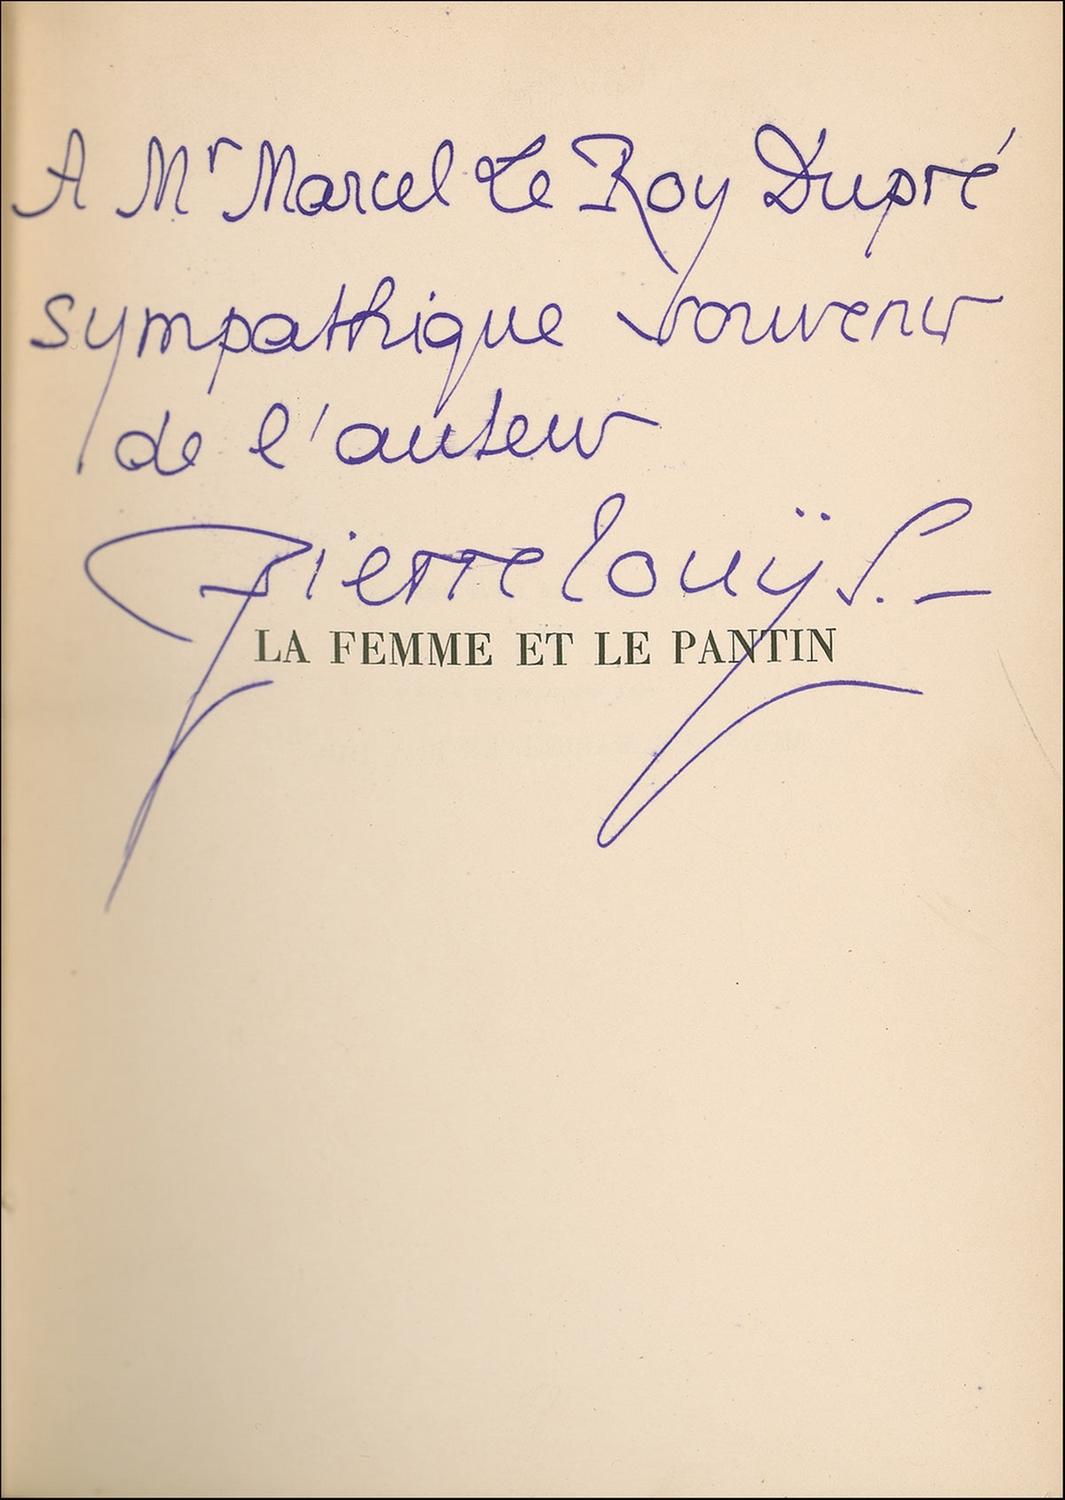 A Mr Marcel Le Roy Dupré
sympathique souvenir
de l'auteur
Pierre Louÿs.—
LA FEMME ET LE PANTIN